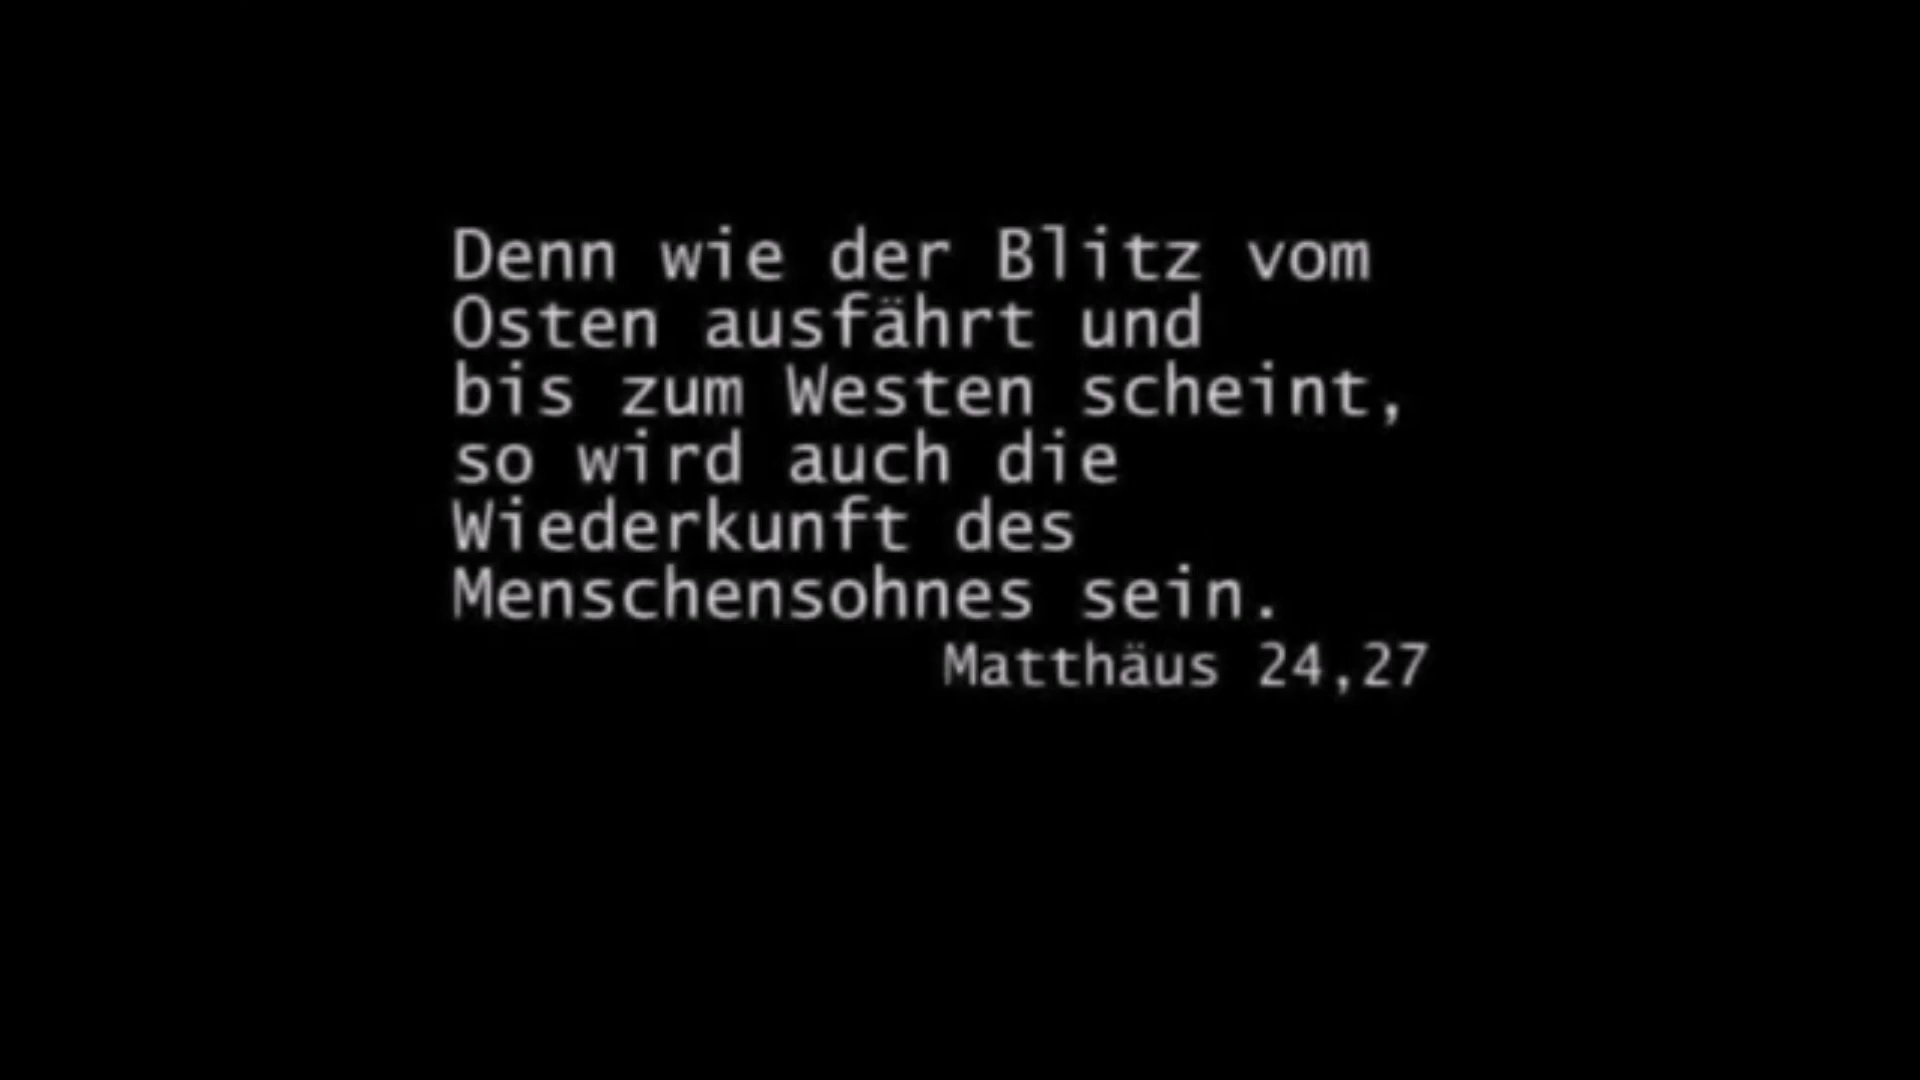 Denn wie der Blitz vom
Osten ausfährt und
bis zum Westen scheint,
so wird auch die
Wiederkunft des
Menschensohnes sein.
Matthäus 24,27